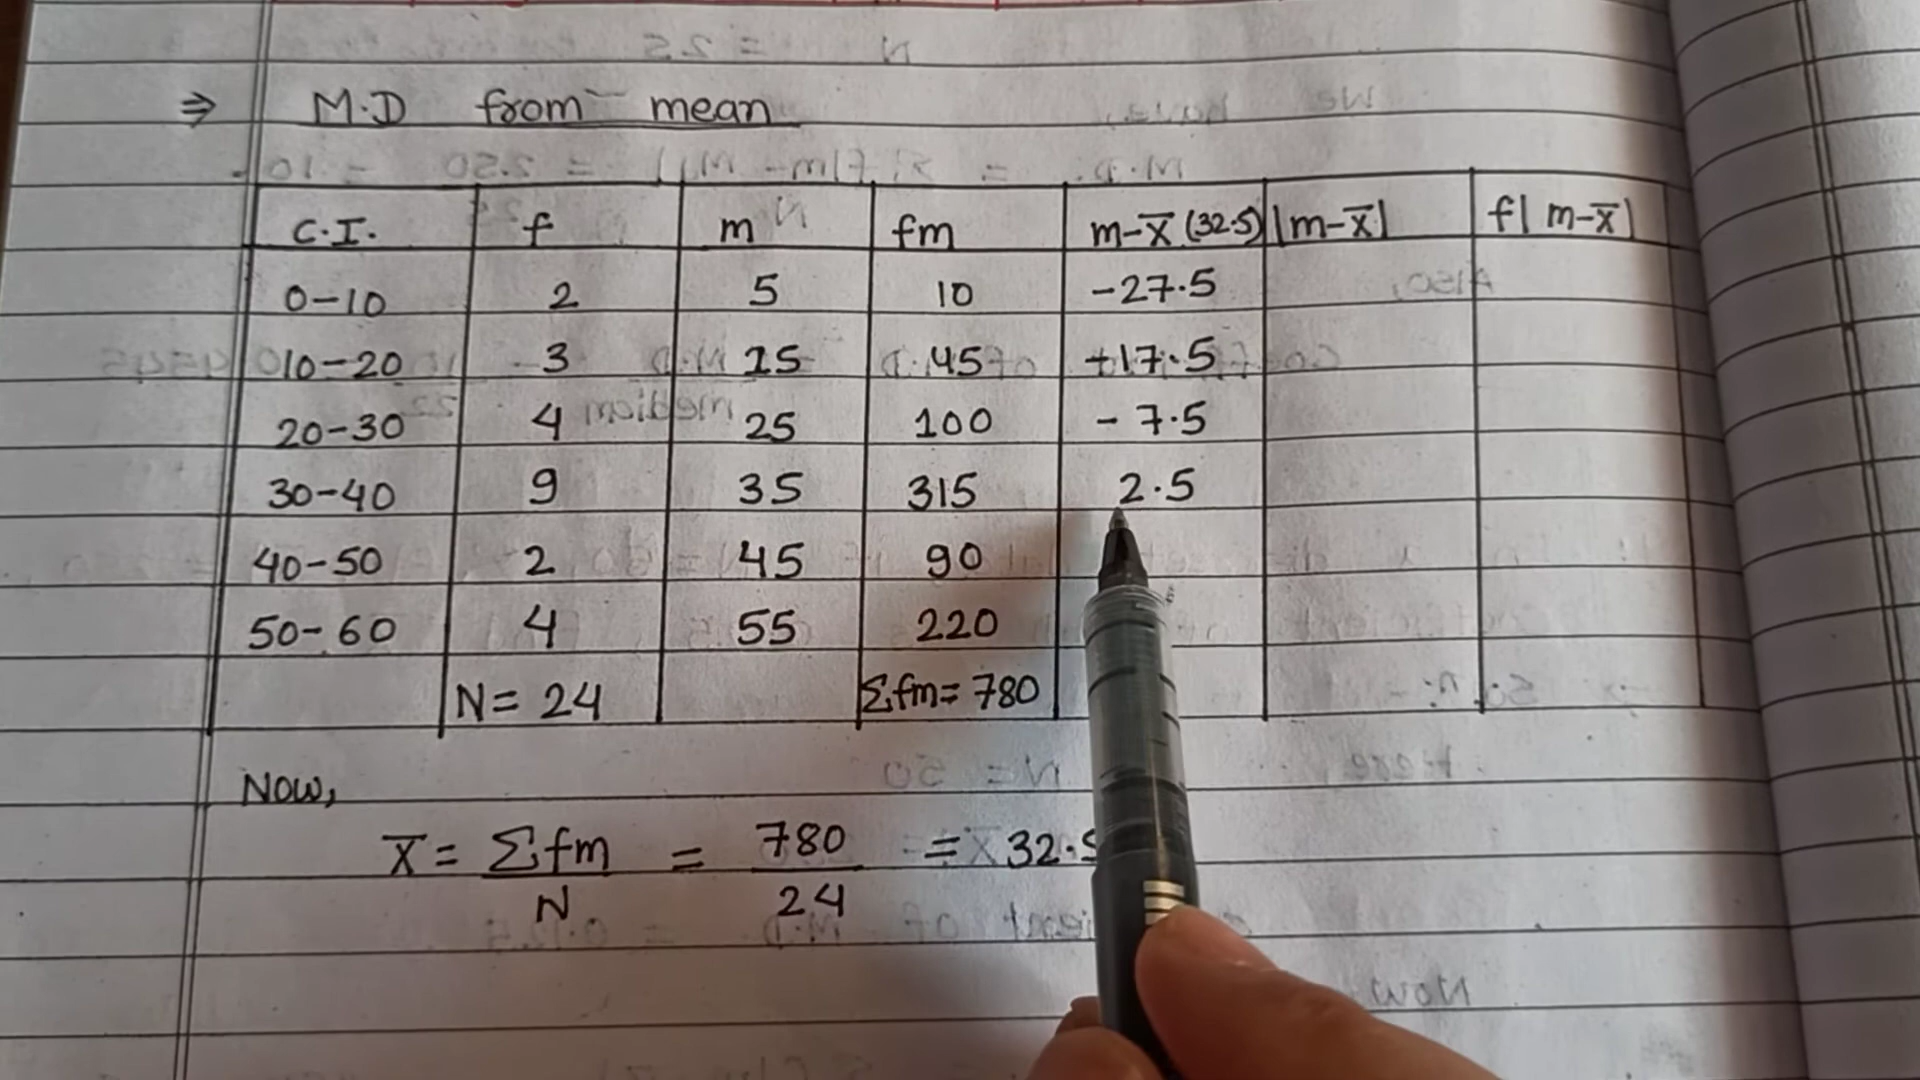 ⇒ M.D from mean
C.I. f m fm m-x̄ (32.5) |m-x̄| f| m-x̄|
0-10 2 5 10 -27.5
10-20 3 15 45 +17.5
20-30 4 25 100 - 7.5
30-40 9 35 315 2.5
40-50 2 45 90
50-60 4 55 220
N = 24 Σfm = 780
Now,
x̄ = Σfm / N = 780 / 24 = 32.5